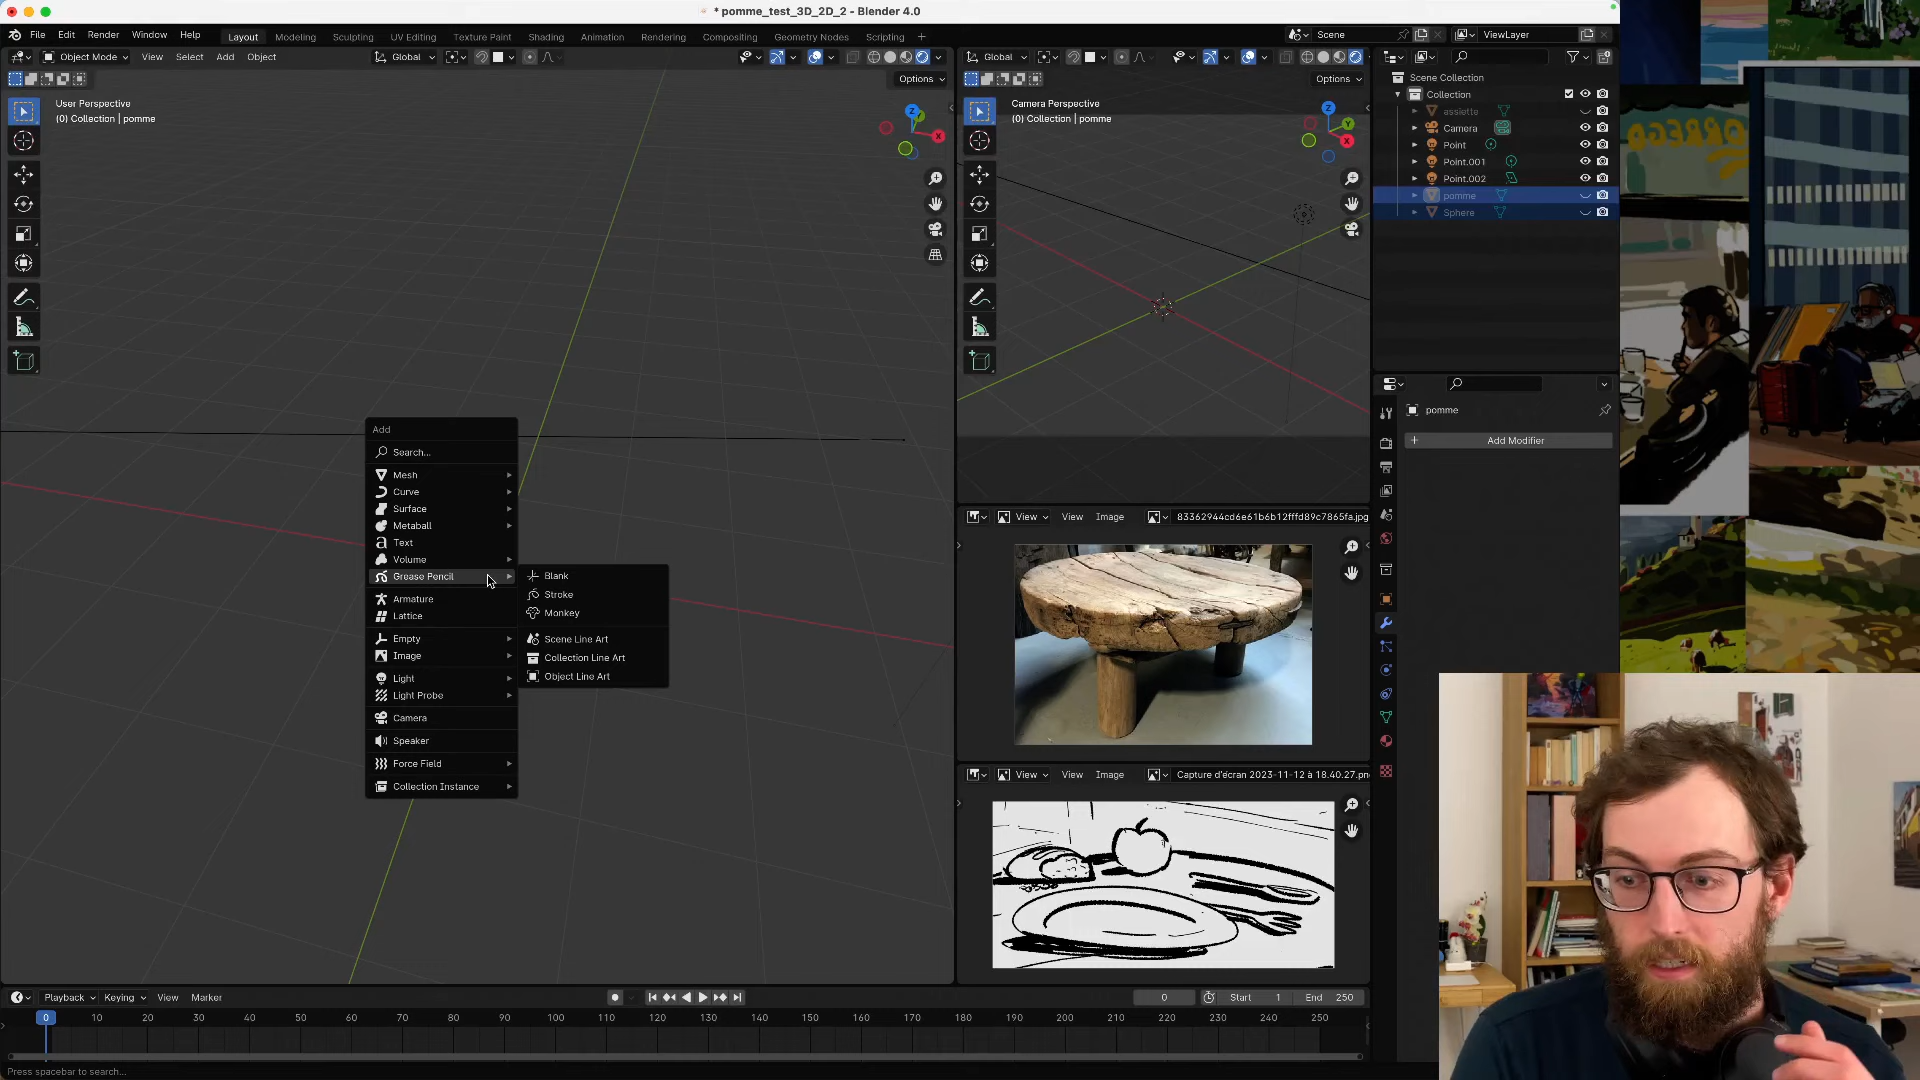 * pomme_test_3D_2D_2 - Blender 4.0
File Edit Render Window Help
Layout Modeling Sculpting UV Editing Texture Paint Shading Animation Rendering Compositing Geometry Nodes Scripting +
Scene
ViewLayer
Object Mode View Select Add Object
Global
Global
Options
Options
User Perspective
(0) Collection | pomme
Z
Y
X
Camera Perspective
(0) Collection | pomme
Z
Y
X
Scene Collection
Collection
assiette
Camera
Point
Point.001
Point.002
pomme
Sphere
pomme
+ Add Modifier
Add
Search...
Mesh
Curve
Surface
Metaball
Text
Volume
Grease Pencil
Armature
Lattice
Empty
Image
Light
Light Probe
Camera
Speaker
Force Field
Collection Instance
Blank
Stroke
Monkey
Scene Line Art
Collection Line Art
Object Line Art
View View Image 83362944cd6e61b6b12fffd89c7865fa.jpg
View View Image Capture d'écran 2023-11-12 à 18.40.27.pn
Playback Keying View Marker
0
Start 1 End 250
0 10 20 30 40 50 60 70 80 90 100 110 120 130 140 150 160 170 180 190 200 210 220 230 240 250
Press spacebar to search...